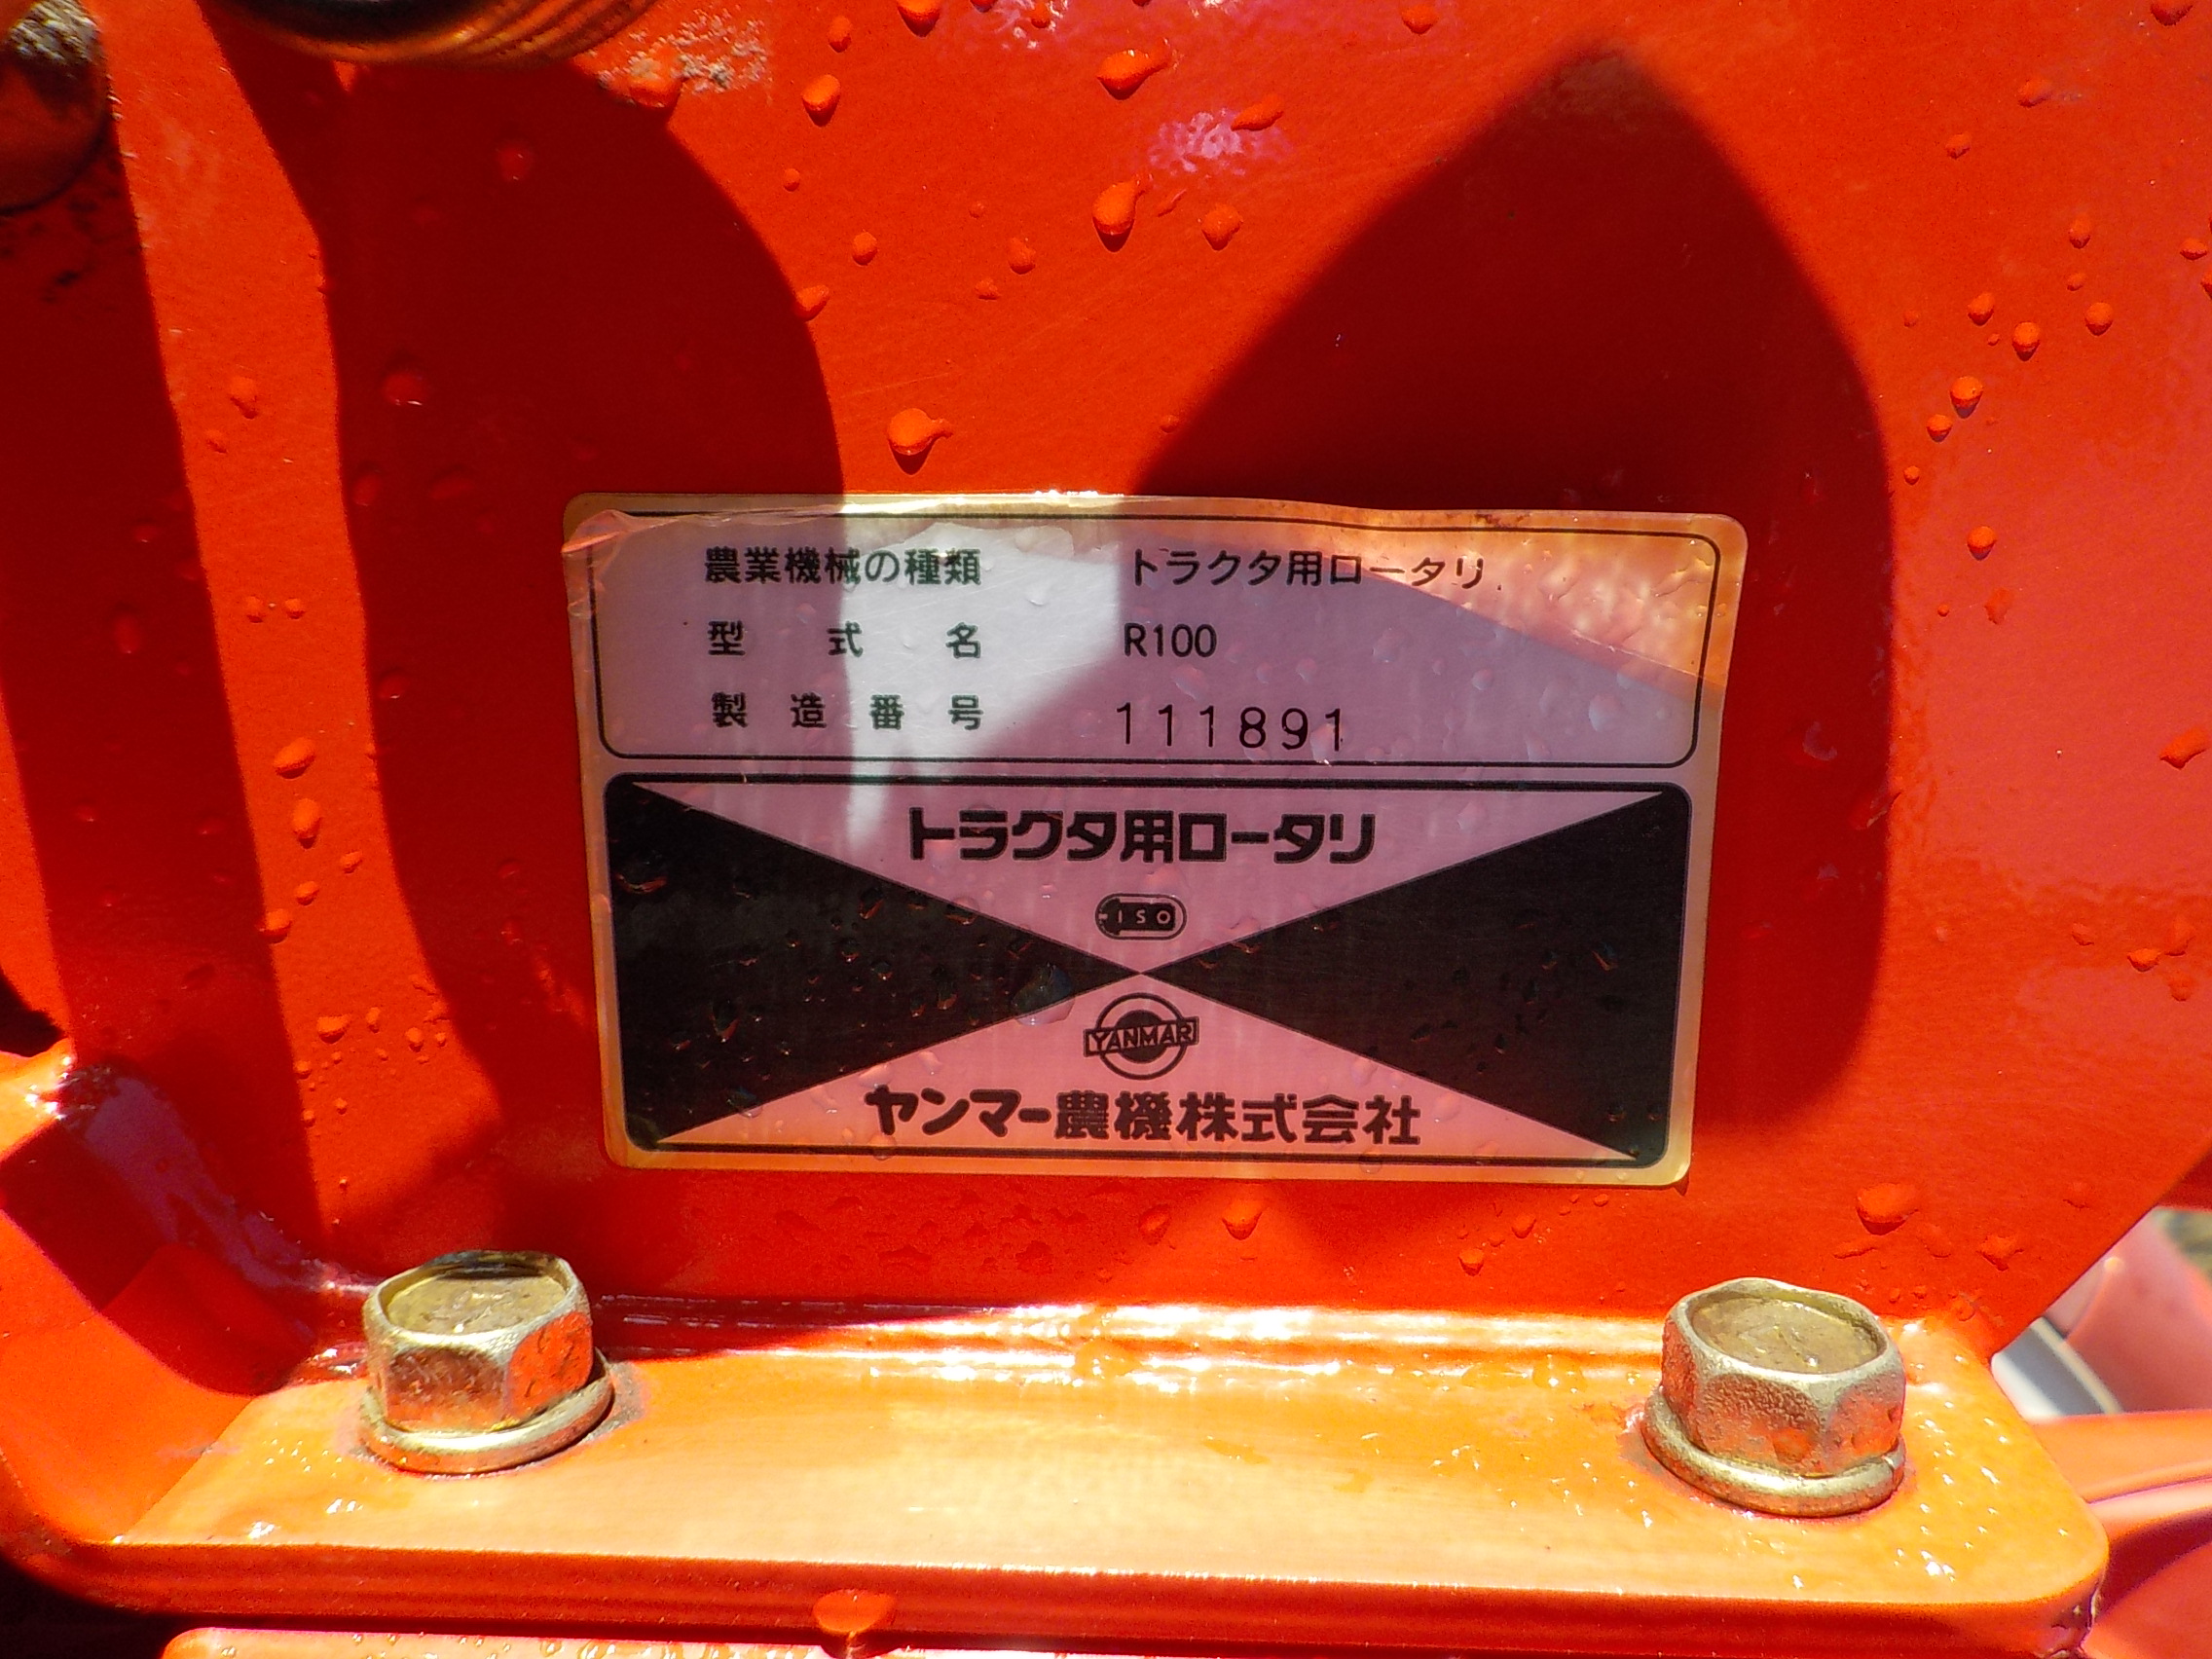 農業機械の種類 トラクタ用ロータリ
型式名 R100
製造番号 111891
トラクタ用ロータリ
ISO
YANMAR
ヤンマー農機株式会社